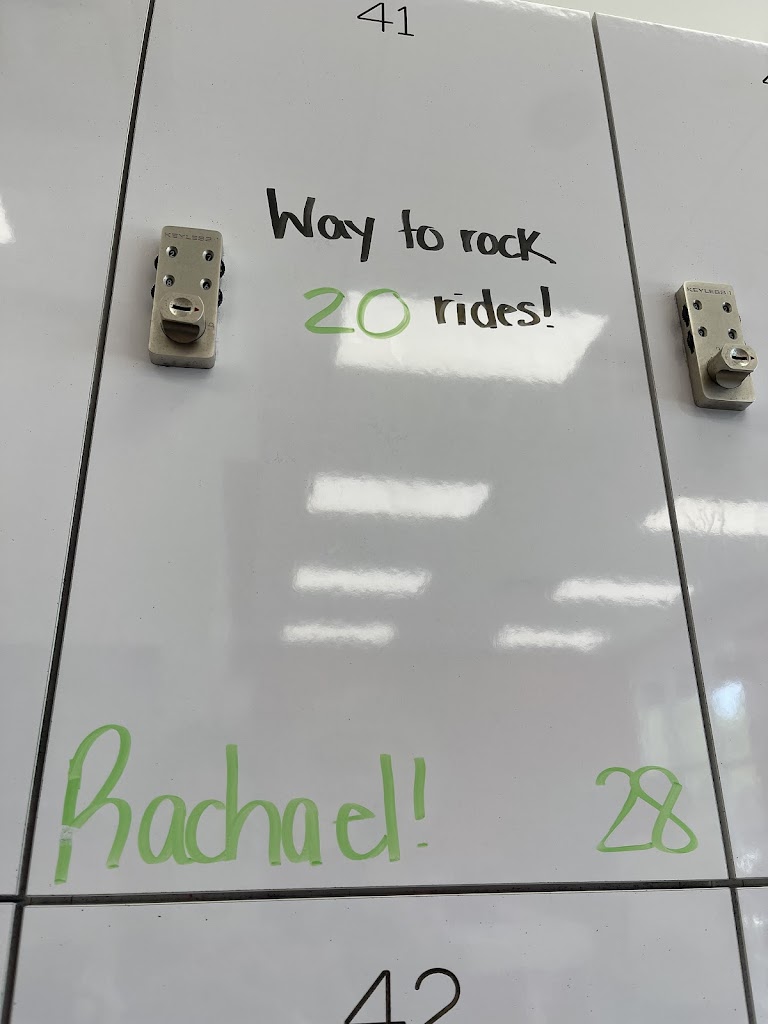 41
Way to rock
20 rides!
Rachael! 28
42